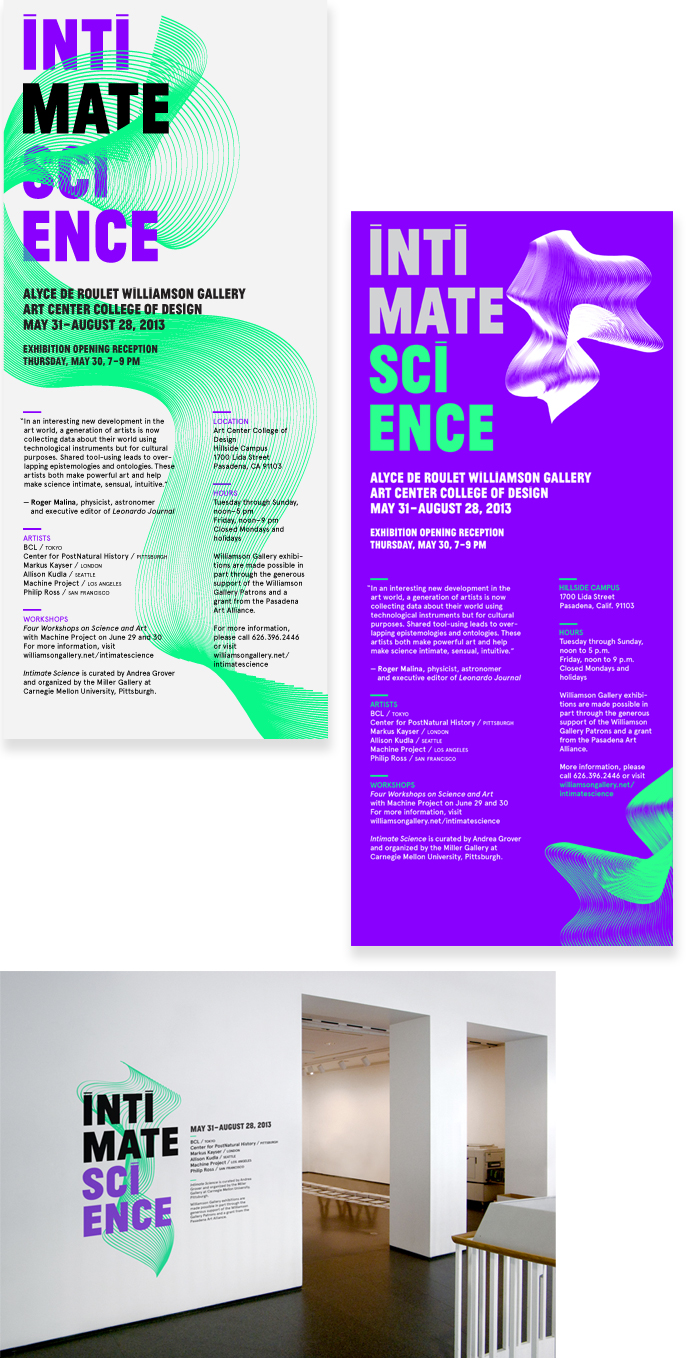 INTI
MATE
SCI
ENCE
ALYCE DE ROULET WILLIAMSON GALLERY
ART CENTER COLLEGE OF DESIGN
MAY 31–AUGUST 28, 2013
EXHIBITION OPENING RECEPTION
THURSDAY, MAY 30, 7–9 PM
“In an interesting new development in the
art world, a generation of artists is now
collecting data about their world using
technological instruments but for cultural
purposes. Shared tool-using leads to over-
lapping epistemologies and ontologies. These
artists both make powerful art and help
make science intimate, sensual, intuitive.”
— Roger Malina, physicist, astronomer
and executive editor of Leonardo Journal
ARTISTS
BCL / TOKYO
Center for PostNatural History / PITTSBURGH
Markus Kayser / LONDON
Allison Kudla / SEATTLE
Machine Project / LOS ANGELES
Philip Ross / SAN FRANCISCO
WORKSHOPS
Four Workshops on Science and Art
with Machine Project on June 29 and 30
For more information, visit
williamsongallery.net/intimatescience
Intimate Science is curated by Andrea Grover
and organized by the Miller Gallery at
Carnegie Mellon University, Pittsburgh.
LOCATION
Art Center College of
Design
Hillside Campus
1700 Lida Street
Pasadena, CA 91103
HOURS
Tuesday through Sunday,
noon–5 pm
Friday, noon–9 pm
Closed Mondays and
holidays
Williamson Gallery exhibi-
tions are made possible in
part through the generous
support of the Williamson
Gallery Patrons and a
grant from the Pasadena
Art Alliance.
For more information,
please call 626.396.2446
or visit
williamsongallery.net/
intimatescience
INTI
MATE
SCI
ENCE
ALYCE DE ROULET WILLIAMSON GALLERY
ART CENTER COLLEGE OF DESIGN
MAY 31–AUGUST 28, 2013
EXHIBITION OPENING RECEPTION
THURSDAY, MAY 30, 7–9 PM
“In an interesting new development in the
art world, a generation of artists is now
collecting data about their world using
technological instruments but for cultural
purposes. Shared tool-using leads to over-
lapping epistemologies and ontologies. These
artists both make powerful art and help
make science intimate, sensual, intuitive.”
— Roger Malina, physicist, astronomer
and executive editor of Leonardo Journal
ARTISTS
BCL / TOKYO
Center for PostNatural History / PITTSBURGH
Markus Kayser / LONDON
Allison Kudla / SEATTLE
Machine Project / LOS ANGELES
Philip Ross / SAN FRANCISCO
WORKSHOPS
Four Workshops on Science and Art
with Machine Project on June 29 and 30
For more information, visit
williamsongallery.net/intimatescience
Intimate Science is curated by Andrea Grover
and organized by the Miller Gallery at
Carnegie Mellon University, Pittsburgh.
HILLSIDE CAMPUS
1700 Lida Street
Pasadena, Calif. 91103
HOURS
Tuesday through Sunday,
noon to 5 p.m.
Friday, noon to 9 p.m.
Closed Mondays and
holidays
Williamson Gallery exhibi-
tions are made possible in
part through the generous
support of the Williamson
Gallery Patrons and a grant
from the Pasadena Art
Alliance.
More information, please
call 626.396.2446 or visit
williamsongallery.net/
intimatescience
INTI
MATE
SCI
ENCE
MAY 31–AUGUST 28, 2013
BCL / TOKYO
Center for PostNatural History / PITTSBURGH
Markus Kayser / LONDON
Allison Kudla / SEATTLE
Machine Project / LOS ANGELES
Philip Ross / SAN FRANCISCO
Intimate Science is curated by Andrea
Grover and organized by the Miller
Gallery at Carnegie Mellon University,
Pittsburgh.
Williamson Gallery exhibitions are
made possible in part through the
generous support of the Williamson
Gallery Patrons and a grant from the
Pasadena Art Alliance.